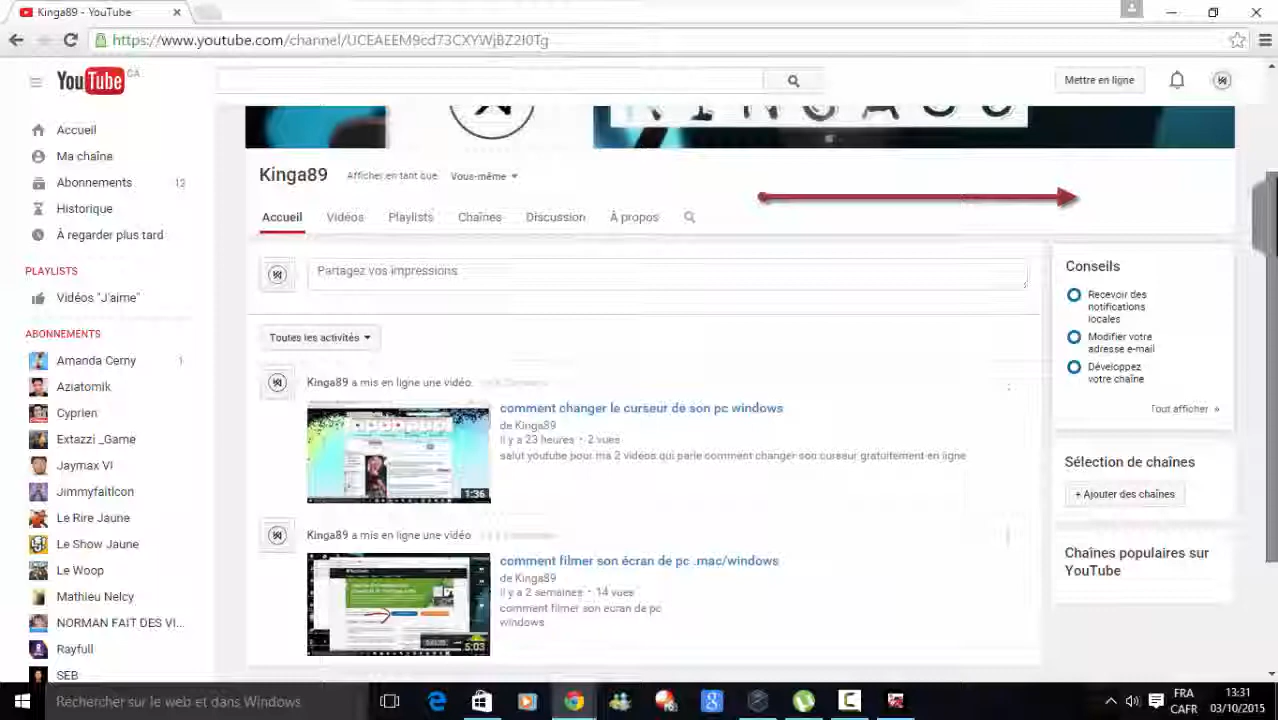 Kinga89 - YouTube
https://www.youtube.com/channel/UCEAEEM9cd73CXYWjBZ2I0Tg
YouTube CA
Mettre en ligne
Accueil
Ma chaîne
Abonnements 12
Historique
À regarder plus tard
PLAYLISTS
Vidéos "J'aime"
ABONNEMENTS
Amanda Cerny 1
Aziatomik
Cyprien
Extazzi _Game
Jaymax VI
Jimmyfaitlcon
Le Rire Jaune
Le Show Jaune
Le Woop
Mathieu Nelcy
NORMAN FAIT DES VI...
Rayfull
SEB
Kinga89 Afficher en tant que Vous-même
Accueil Vidéos Playlists Chaînes Discussion À propos
Partagez vos impressions
Toutes les activités
Kinga89 a mis en ligne une vidéo.
1:36
comment changer le curseur de son pc windows
de Kinga89
Il y a 23 heures • 2 vues
salut youtube pour ma 2 vidéos qui parle comment changer son curseur gratuitement en ligne
Kinga89 a mis en ligne une vidéo
5:03
comment filmer son écran de pc .mac/windows
de Kinga89
Il y a 2 semaines • 14 vues
comment filmer son écran de pc
windows
Conseils
Recevoir des
notifications
locales
Modifier votre
adresse e-mail
Développez
votre chaîne
Tout afficher »
Sélection de chaînes
+ Ajouter des chaînes
Chaînes populaires sur
YouTube
Rechercher sur le web et dans Windows
FRA
CAFR
13:31
03/10/2015